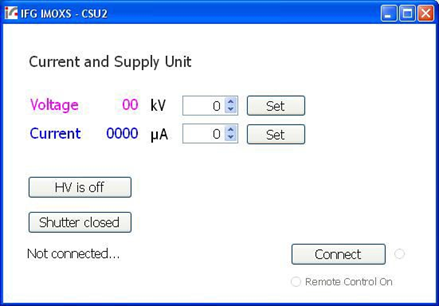 IFG IMOXS - CSU2
Current and Supply Unit
Voltage 00 kV 0 Set
Current 0000 µA 0 Set
HV is off
Shutter closed
Not connected... Connect
Remote Control On